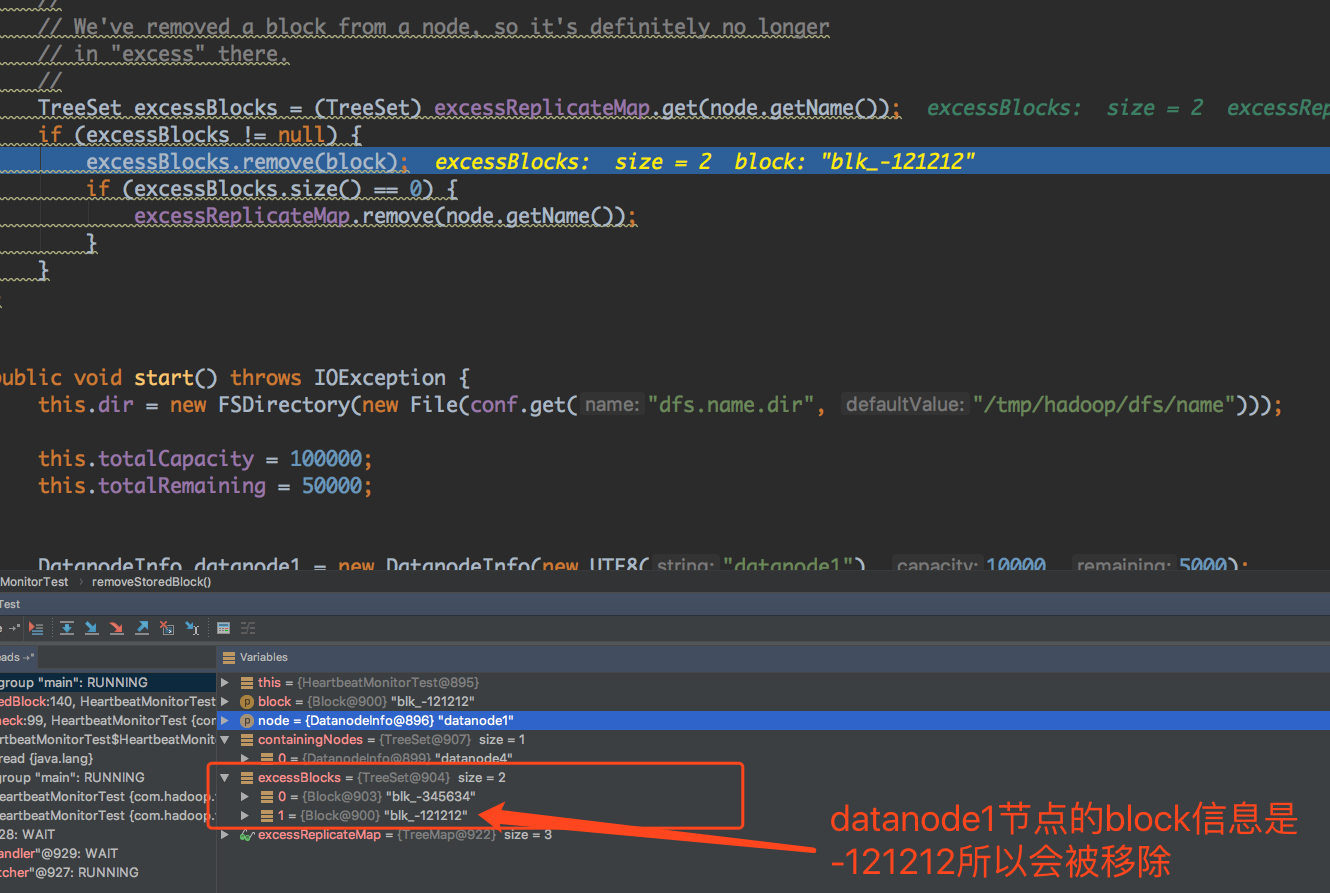 //
// We've removed a block from a node, so it's definitely no longer
// in "excess" there.
//
TreeSet excessBlocks = (TreeSet) excessReplicateMap.get(node.getName()); excessBlocks: size = 2 excessRep
if (excessBlocks != null) {
excessBlocks.remove(block); excessBlocks: size = 2 block: "blk_-121212"
if (excessBlocks.size() == 0) {
excessReplicateMap.remove(node.getName());
}
}
public void start() throws IOException {
this.dir = new FSDirectory(new File(conf.get( name: "dfs.name.dir", defaultValue: "/tmp/hadoop/dfs/name")));
this.totalCapacity = 100000;
this.totalRemaining = 50000;
DatanodeInfo datanode1 = new DatanodeInfo(new UTF8( string: "datanode1"), capacity: 10000, remaining: 5000);
MonitorTest › removeStoredBlock()
Test
eads
Variables
group "main": RUNNING
this = {HeartbeatMonitorTest@895}
edBlock:140, HeartbeatMonitorTest
block = {Block@900} "blk_-121212"
heck:99, HeartbeatMonitorTest {con
node = {DatanodeInfo@896} "datanode1"
rtbeatMonitorTest$HeartbeatMonit
containingNodes = {TreeSet@907} size = 1
read {java.lang}
0 = {DatanodeInfo@899} "datanode4"
group "main": RUNNING
excessBlocks = {TreeSet@904} size = 2
eartbeatMonitorTest {com.hadoop.
0 = {Block@903} "blk_-345634"
eartbeatMonitorTest {com.hadoop.
1 = {Block@900} "blk_-121212"
28: WAIT
excessReplicateMap = {TreeMap@922} size = 3
andler"@929: WAIT
tcher"@927: RUNNING
datanode1节点的block信息是
-121212所以会被移除